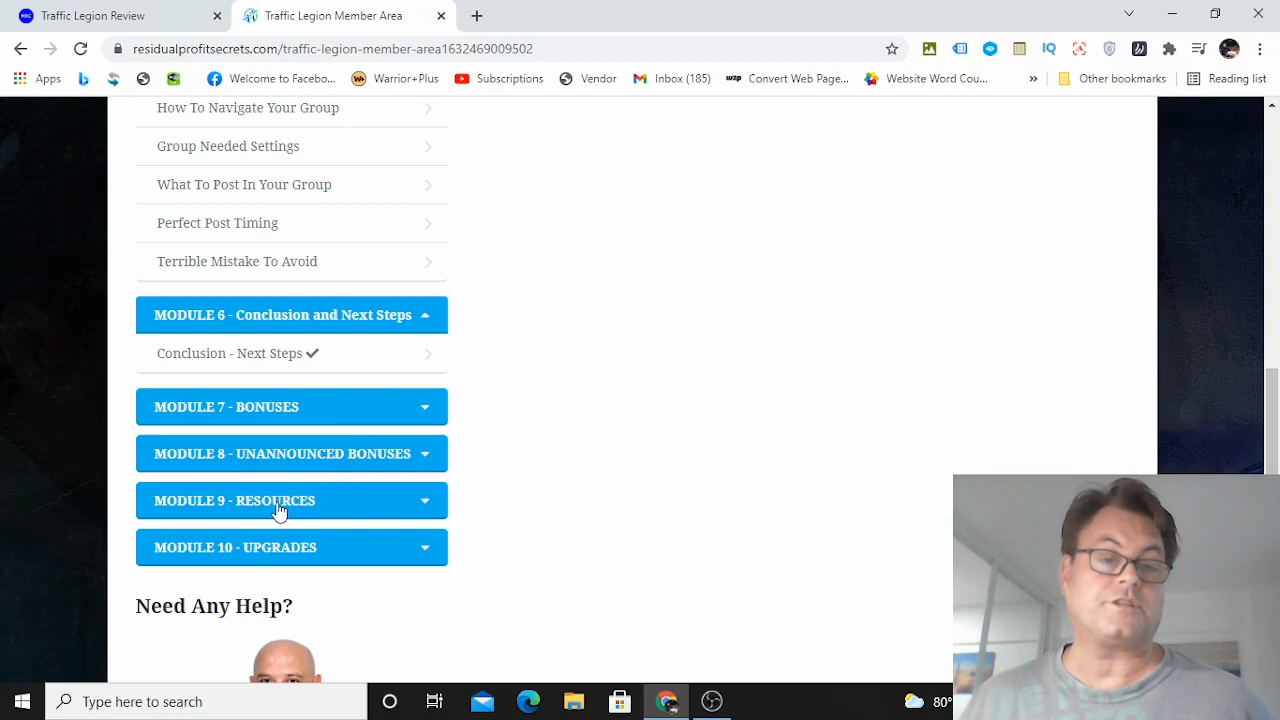 Traffic Legion Review
Traffic Legion Member Area
residualprofitsecrets.com/traffic-legion-member-area1632469009502
Apps
Welcome to Facebo...
Warrior+Plus
Subscriptions
Vendor
Inbox (185)
w2p
Convert Web Page...
Website Word Cou...
»
Other bookmarks
Reading list
How To Navigate Your Group
Group Needed Settings
What To Post In Your Group
Perfect Post Timing
Terrible Mistake To Avoid
MODULE 6 - Conclusion and Next Steps
Conclusion - Next Steps
MODULE 7 - BONUSES
MODULE 8 - UNANNOUNCED BONUSES
MODULE 9 - RESOURCES
MODULE 10 - UPGRADES
Need Any Help?
Type here to search
80°